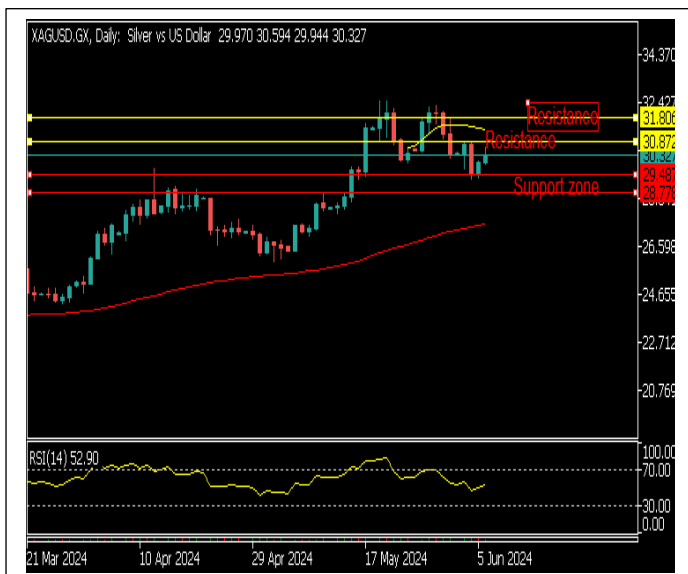 XAGUSD.GX, Daily: Silver vs US Dollar 29.970 30.594 29.944 30.327
34.370
32.427
Resistance
31.806
Resistance
30.872
30.327
29.487
Support zone
28.778
26.598
24.655
22.712
20.769
RSI(14) 52.90
100.00
70.00
30.00
0.00
21 Mar 2024 10 Apr 2024 29 Apr 2024 17 May 2024 5 Jun 2024